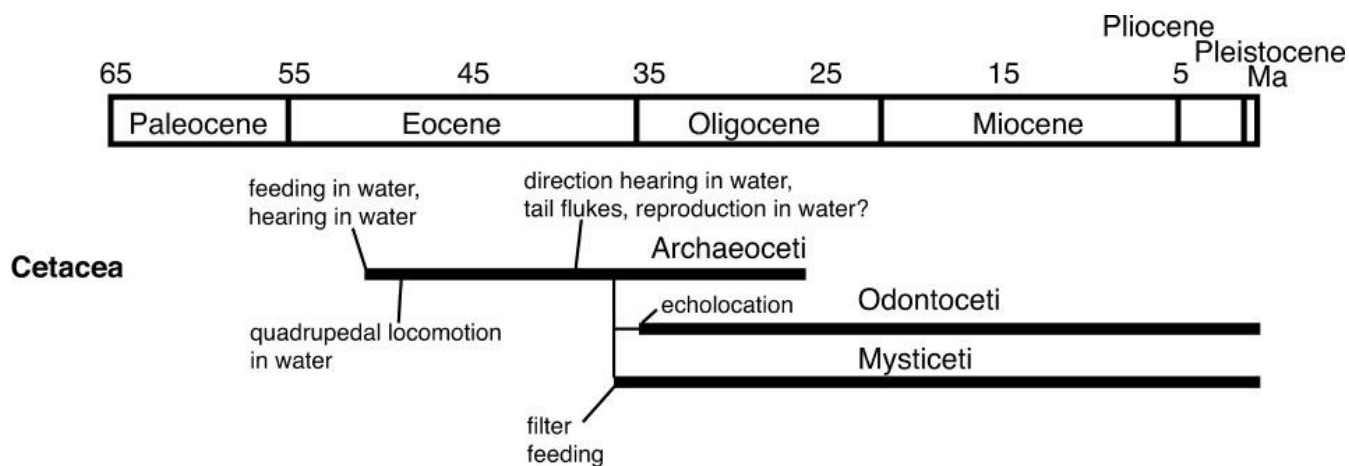 Pliocene
Pleistocene
65 55 45 35 25 15 5 Ma
Paleocene Eocene Oligocene Miocene
feeding in water,
hearing in water
direction hearing in water,
tail flukes, reproduction in water?
Cetacea
Archaeoceti
quadrupedal locomotion
in water
echolocation
Odontoceti
Mysticeti
filter
feeding